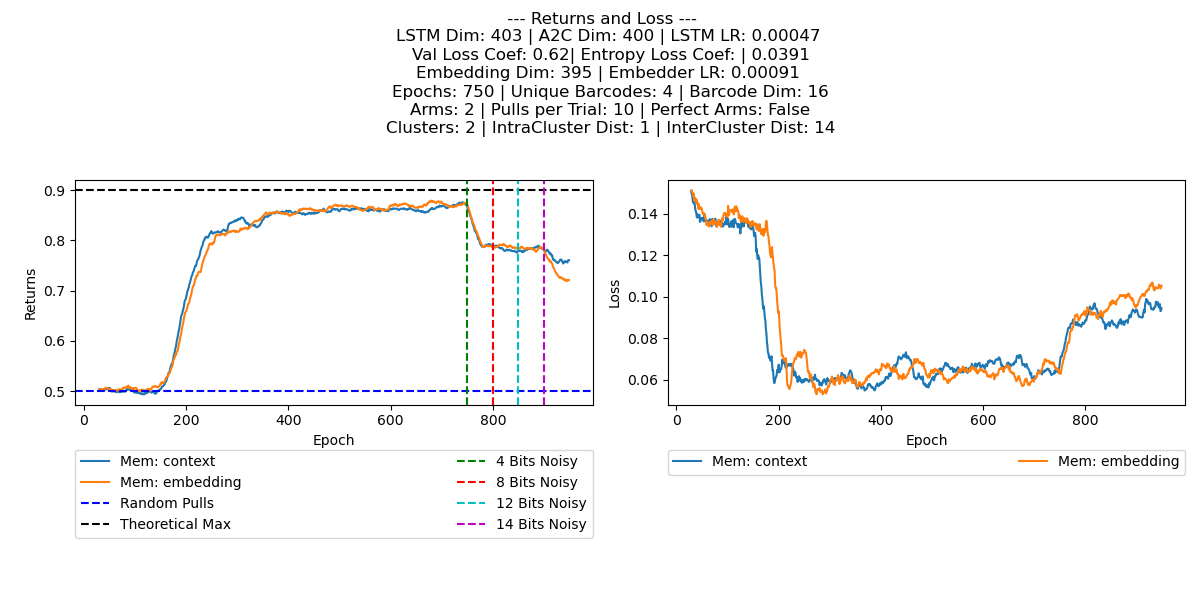 --- Returns and Loss ---
LSTM Dim: 403 | A2C Dim: 400 | LSTM LR: 0.00047
Val Loss Coef: 0.62| Entropy Loss Coef: | 0.0391
Embedding Dim: 395 | Embedder LR: 0.00091
Epochs: 750 | Unique Barcodes: 4 | Barcode Dim: 16
Arms: 2 | Pulls per Trial: 10 | Perfect Arms: False
Clusters: 2 | IntraCluster Dist: 1 | InterCluster Dist: 14
Returns
0.9
0.8
0.7
0.6
0.5
0
200
400
600
800
Epoch
Mem: context
Mem: embedding
Random Pulls
Theoretical Max
4 Bits Noisy
8 Bits Noisy
12 Bits Noisy
14 Bits Noisy
Loss
0.14
0.12
0.10
0.08
0.06
0
200
400
600
800
Epoch
Mem: context
Mem: embedding